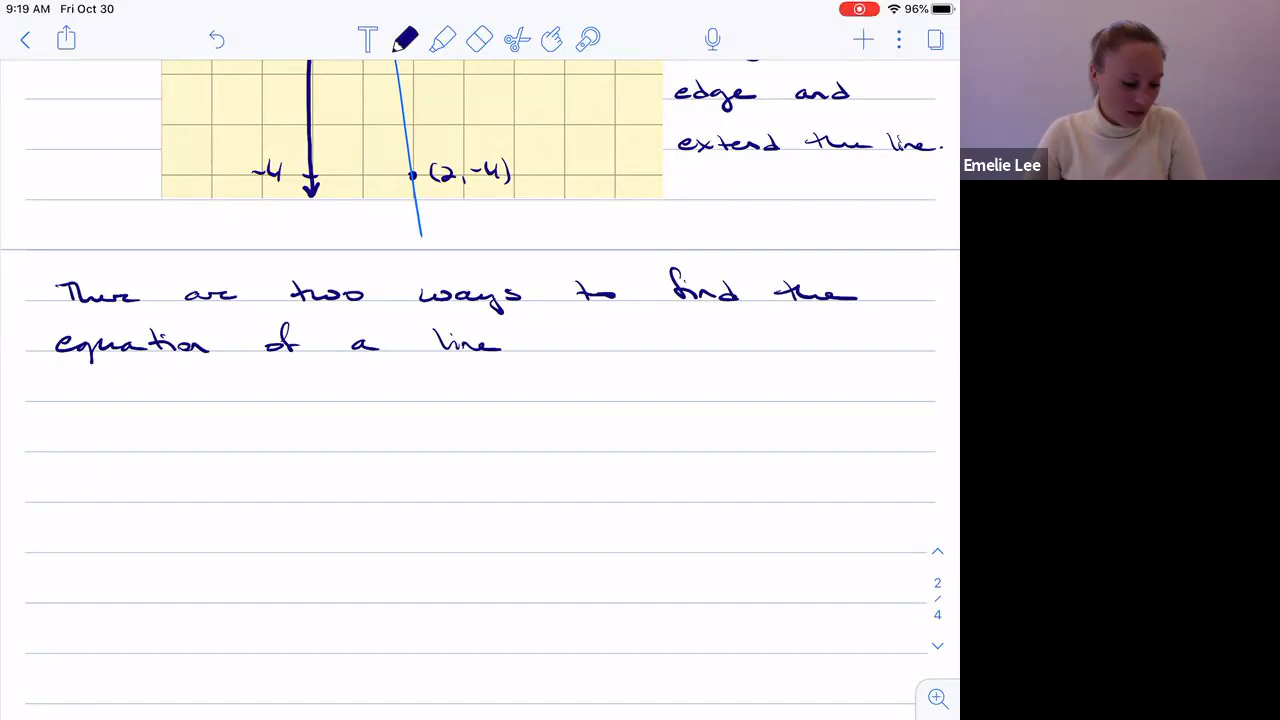 9:19 AM Fri Oct 30
96%
edge and
extend the line.
Emelie Lee
-4
(2,-4)
There are two ways to find the
equation of a line
2
/
4